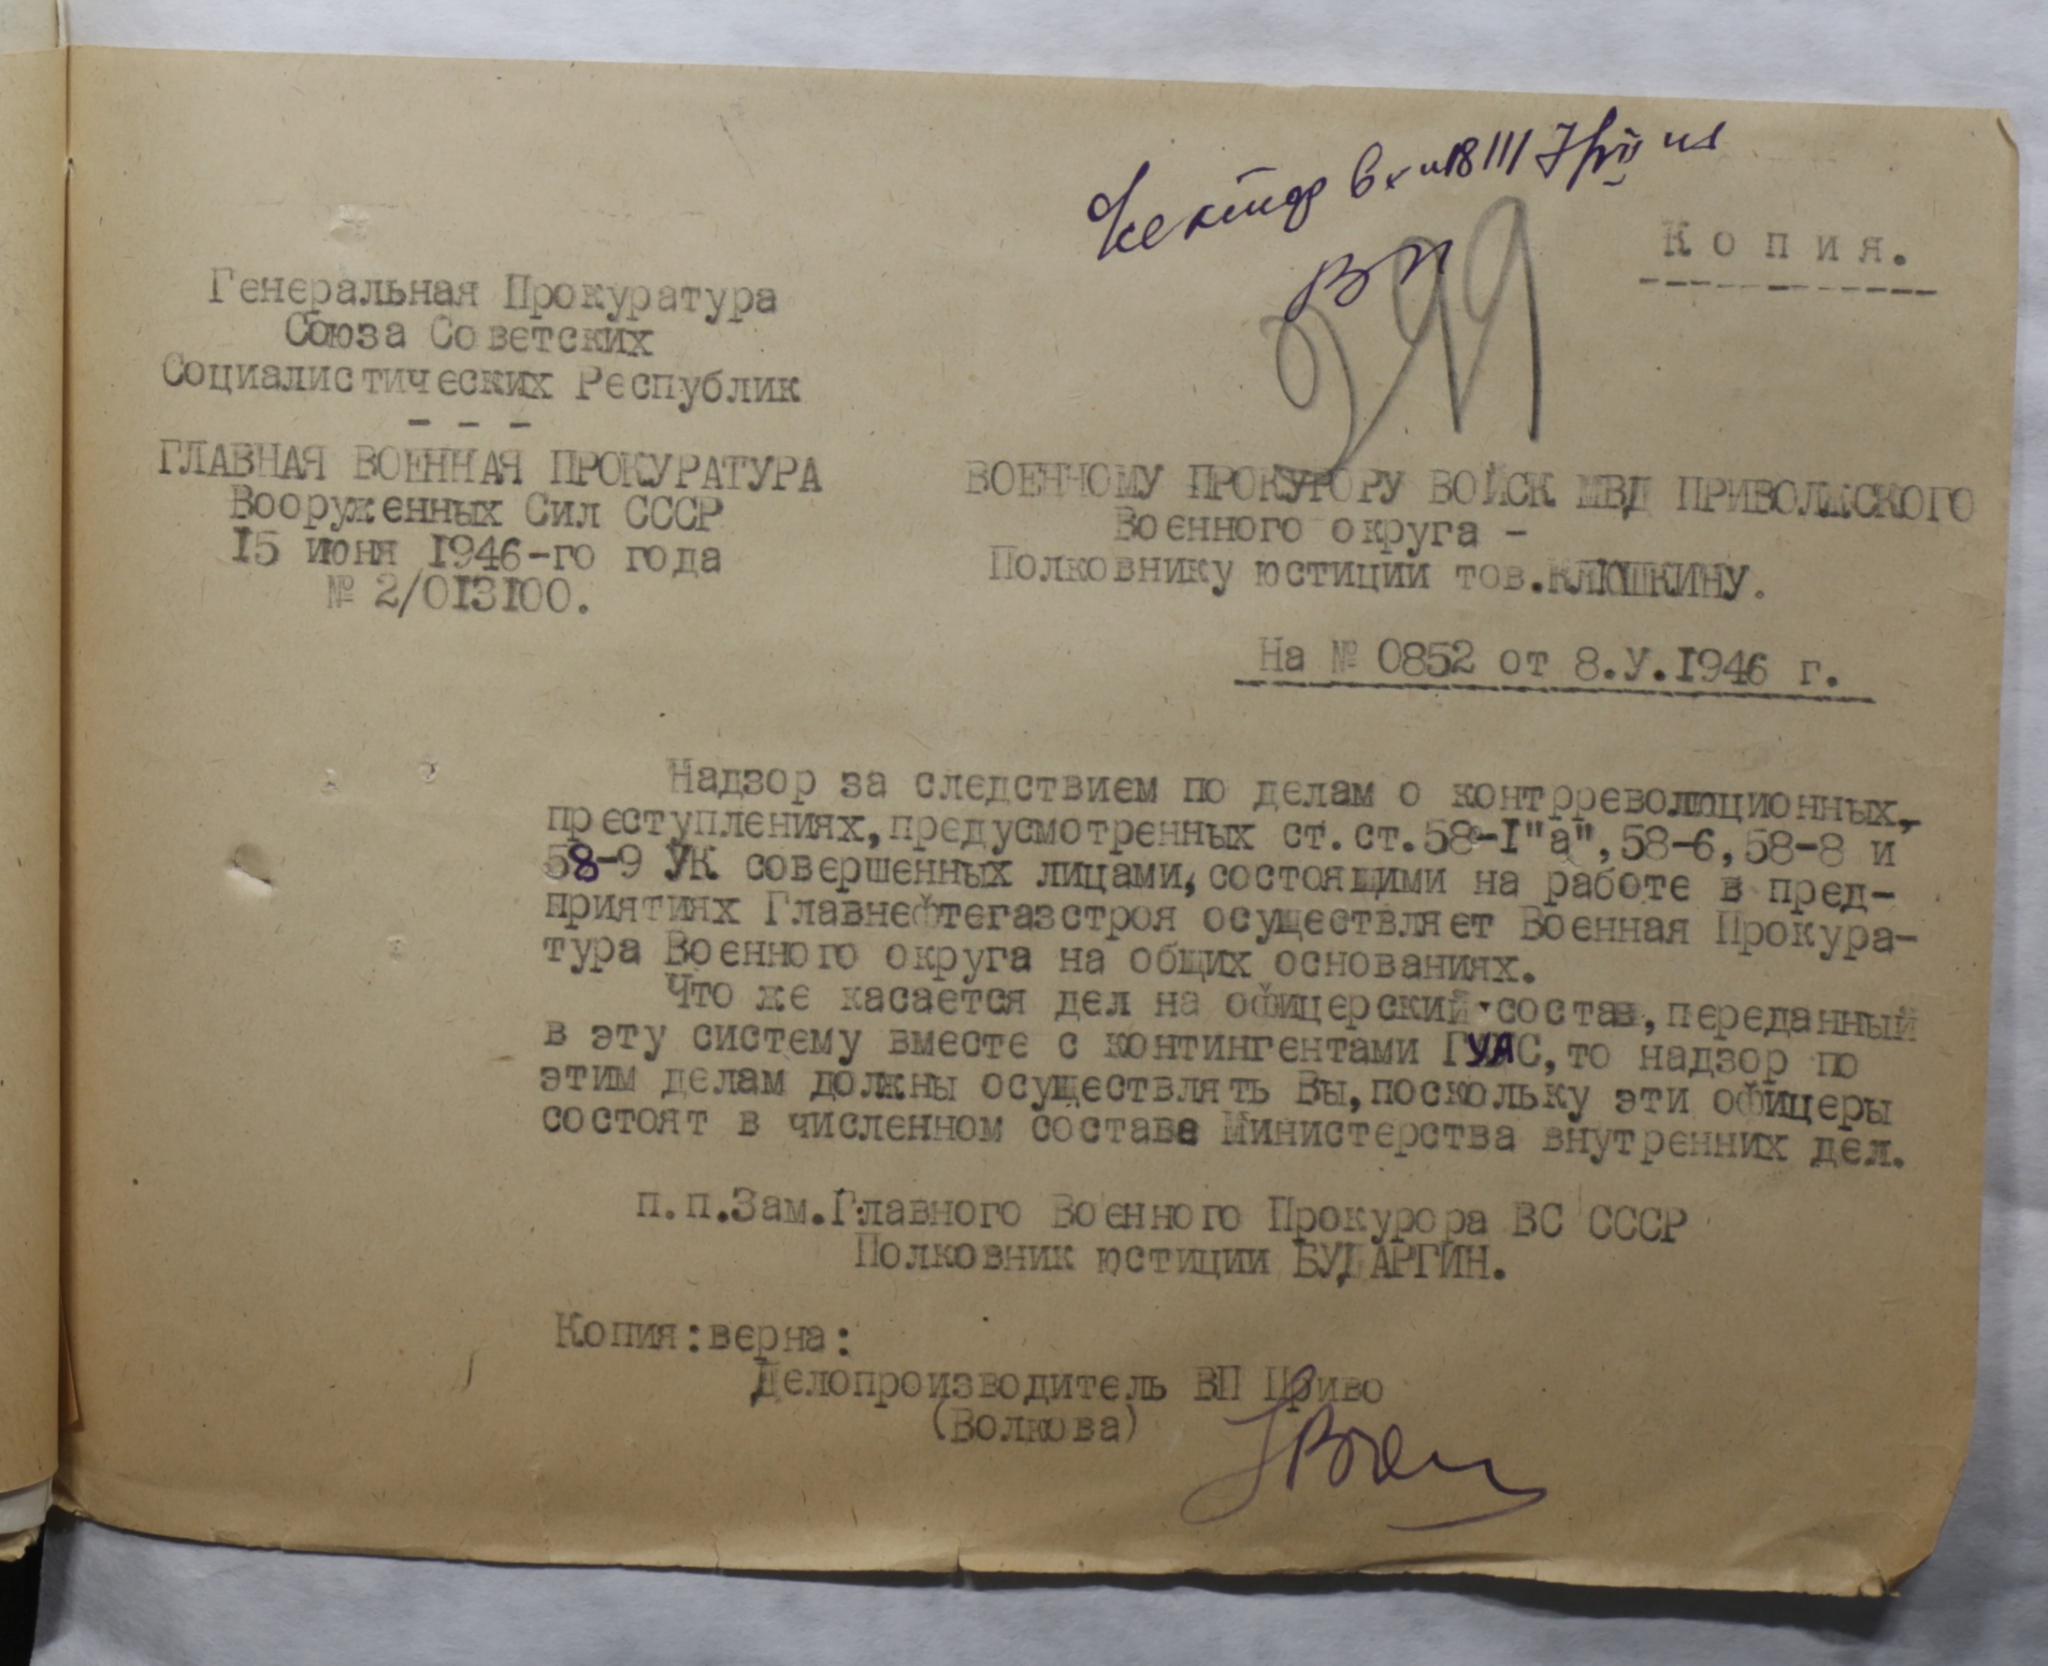 Копия.
299
Генеральная Прокуратура
Союза Советских
Социалистических Республик
- - -
ГЛАВНАЯ ВОЕННАЯ ПРОКУРАТУРА
Вооруженных Сил СССР
15 июня 1946-го года
№ 2/013100.
ВОЕННОМУ ПРОКУРОРУ ВОЙСК МВД ПРИВОЛЖСКОГО
Военного округа -
Полковнику юстиции тов.КЛЮШКИНУ.
На № 0852 от 8.У.1946 г.
Надзор за следствием по делам о контрреволюционных,
преступлениях,предусмотренных ст.ст.58-1"а",58-6,58-8 и
58-9 УК совершенных лицами,состоящими на работе в пред-
приятиях Главнефтегазстроя осуществляет Военная Прокура-
тура Военного округа на общих основаниях.
Что же касается дел на офицерский состав,переданный
в эту систему вместе с контингентами ГУАС,то надзор по
этим делам должны осуществлять Вы,поскольку эти офицеры
состоят в численном составе Министерства внутренних дел.
п.п.Зам.Главного Военного Прокурора ВС СССР
Полковник юстиции БУДАРГИН.
Копия:верна:
Делопроизводитель ВП Приво
(Волкова)